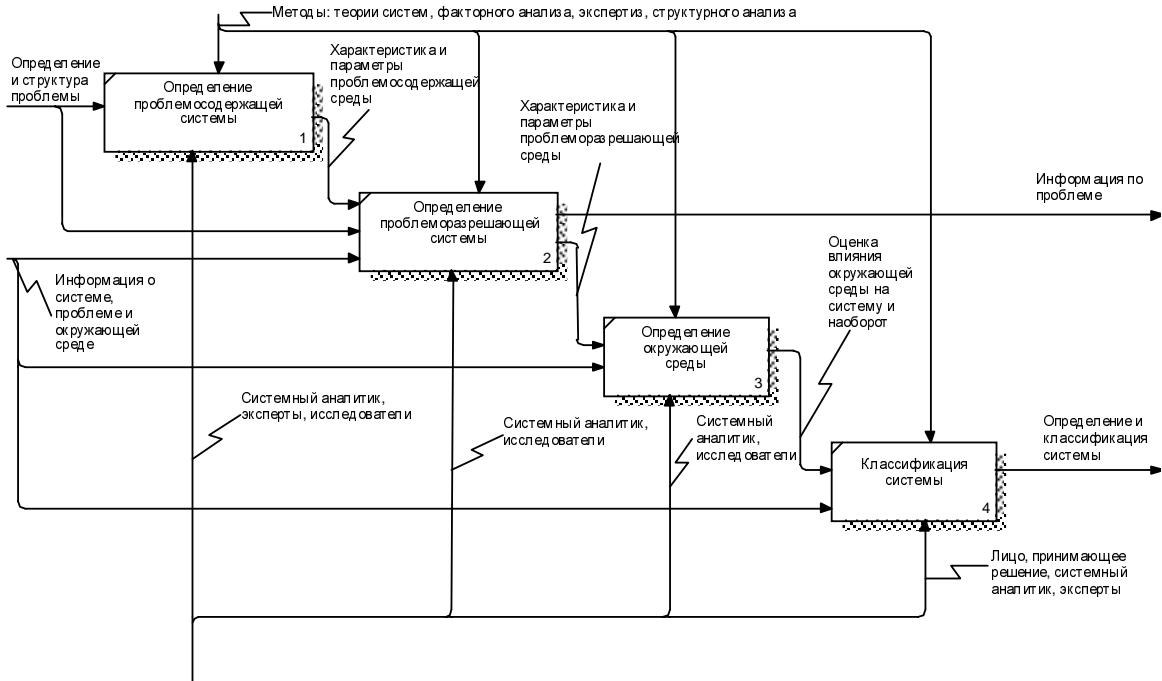 Методы: теории систем, факторного анализа, экспертиз, структурного анализа
Определение
и структура
проблемы
Определение
проблемосодержащей
системы
1
Характеристика и
параметры
проблемосодержащей
среды
Характеристика и
параметры
проблеморазрешающей
среды
Определение
проблеморазрешающей
системы
2
Информация по
проблеме
Информация о
системе,
проблеме и
окружающей
среде
Оценка
влияния
окружающей
среды на
систему и
наоборот
Определение
окружающей
среды
3
Системный аналитик,
эксперты, исследователи
Системный аналитик,
исследователи
Системный
аналитик,
исследователи
Классификация
системы
4
Определение и
классификация
системы
Лицо, принимающее
решение, системный
аналитик, эксперты